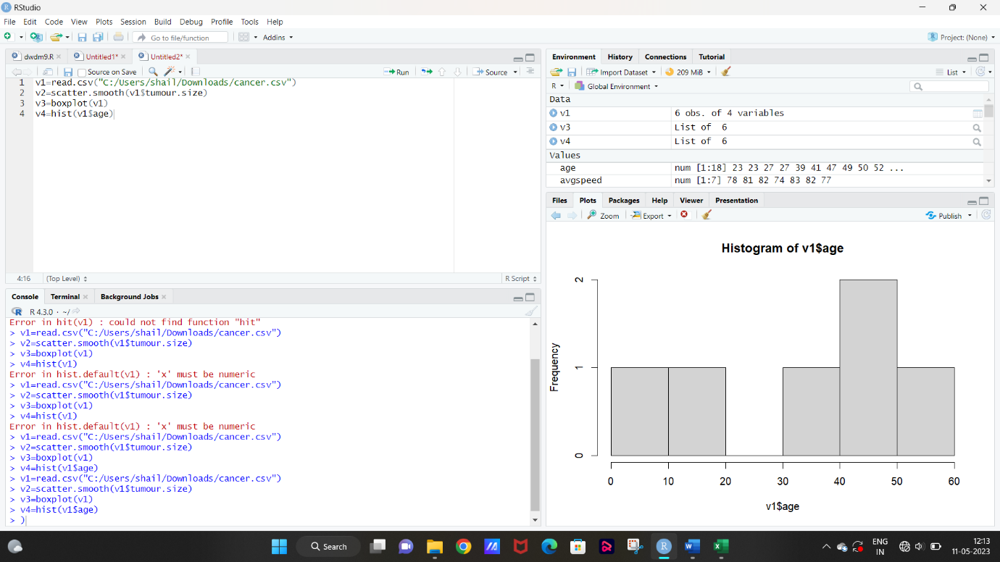 RStudio
File Edit Code View Plots Session Build Debug Profile Tools Help
Go to file/function Addins Project: (None)
dwdm9.R Untitled1* Untitled2*
Source on Save Run Source
1 v1=read.csv("C:/Users/shail/Downloads/cancer.csv")
2 v2=scatter.smooth(v1$tumour.size)
3 v3=boxplot(v1)
4 v4=hist(v1$age)
4:16 (Top Level) R Script
Console Terminal Background Jobs
R 4.3.0 · ~/
Error in hit(v1) : could not find function "hit"
> v1=read.csv("C:/Users/shail/Downloads/cancer.csv")
> v2=scatter.smooth(v1$tumour.size)
> v3=boxplot(v1)
> v4=hist(v1)
Error in hist.default(v1) : 'x' must be numeric
> v1=read.csv("C:/Users/shail/Downloads/cancer.csv")
> v2=scatter.smooth(v1$tumour.size)
> v3=boxplot(v1)
> v4=hist(v1)
Error in hist.default(v1) : 'x' must be numeric
> v1=read.csv("C:/Users/shail/Downloads/cancer.csv")
> v2=scatter.smooth(v1$tumour.size)
> v3=boxplot(v1)
> v4=hist(v1$age)
> v1=read.csv("C:/Users/shail/Downloads/cancer.csv")
> v2=scatter.smooth(v1$tumour.size)
> v3=boxplot(v1)
> v4=hist(v1$age)
> )
Environment History Connections Tutorial
Import Dataset 209 MiB List
R Global Environment
Data
v1 6 obs. of 4 variables
v3 List of 6
v4 List of 6
Values
age num [1:18] 23 23 27 27 39 41 47 49 50 52 ...
avgspeed num [1:7] 78 81 82 74 83 82 77
Files Plots Packages Help Viewer Presentation
Zoom Export Publish
Histogram of v1$age
Frequency
2
1
0
0 10 20 30 40 50 60
v1$age
Search
ENG
IN
12:13
11-05-2023